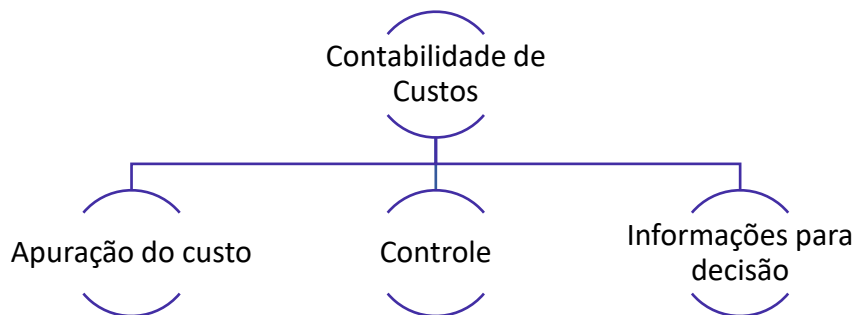 Contabilidade de
Custos
Apuração do custo
Controle
Informações para
decisão